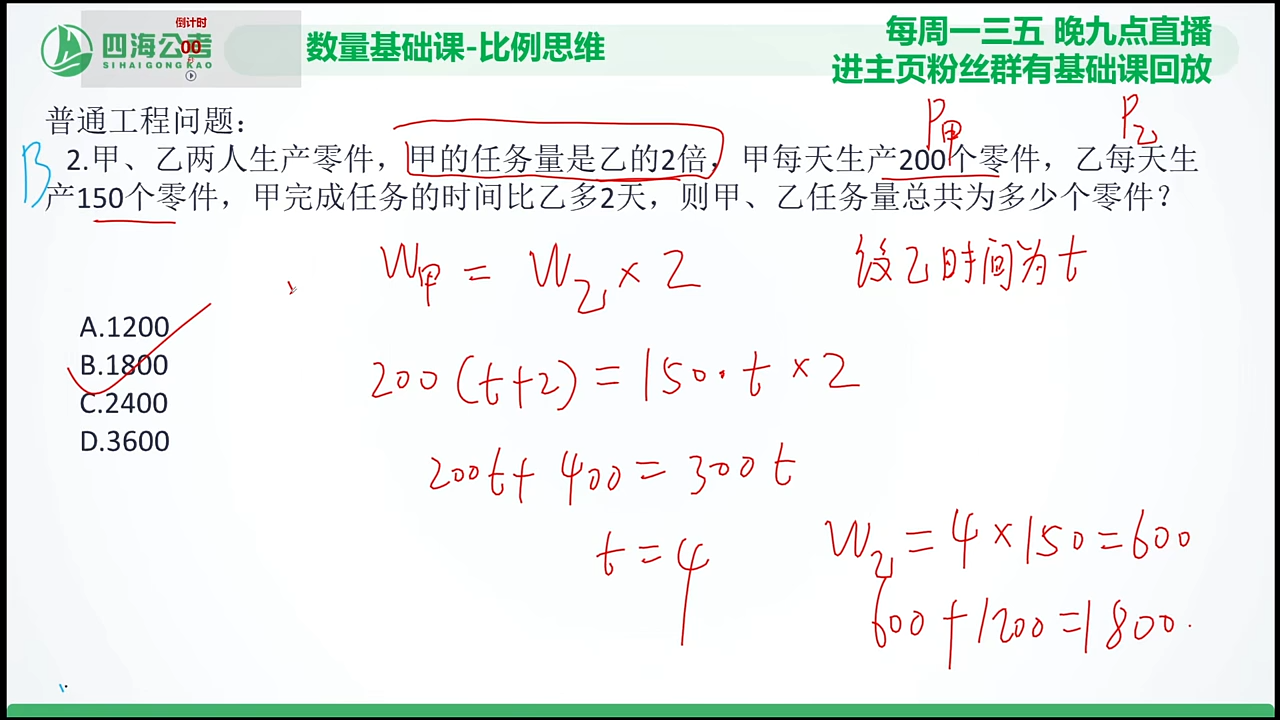 倒计时
00
四海公考
SIHAIGONGKAO
数量基础课-比例思维
每周一三五 晚九点直播
进主页粉丝群有基础课回放
普通工程问题：
P甲 P乙
B 2.甲、乙两人生产零件，甲的任务量是乙的2倍，甲每天生产200个零件，乙每天生
产150个零件，甲完成任务的时间比乙多2天，则甲、乙任务量总共为多少个零件？
W甲 = W乙 × 2
设乙时间为t
A.1200
B.1800
C.2400
D.3600
200(t+2) = 150·t × 2
200t + 400 = 300t
t = 4
W乙 = 4 × 150 = 600
600 + 1200 = 1800.